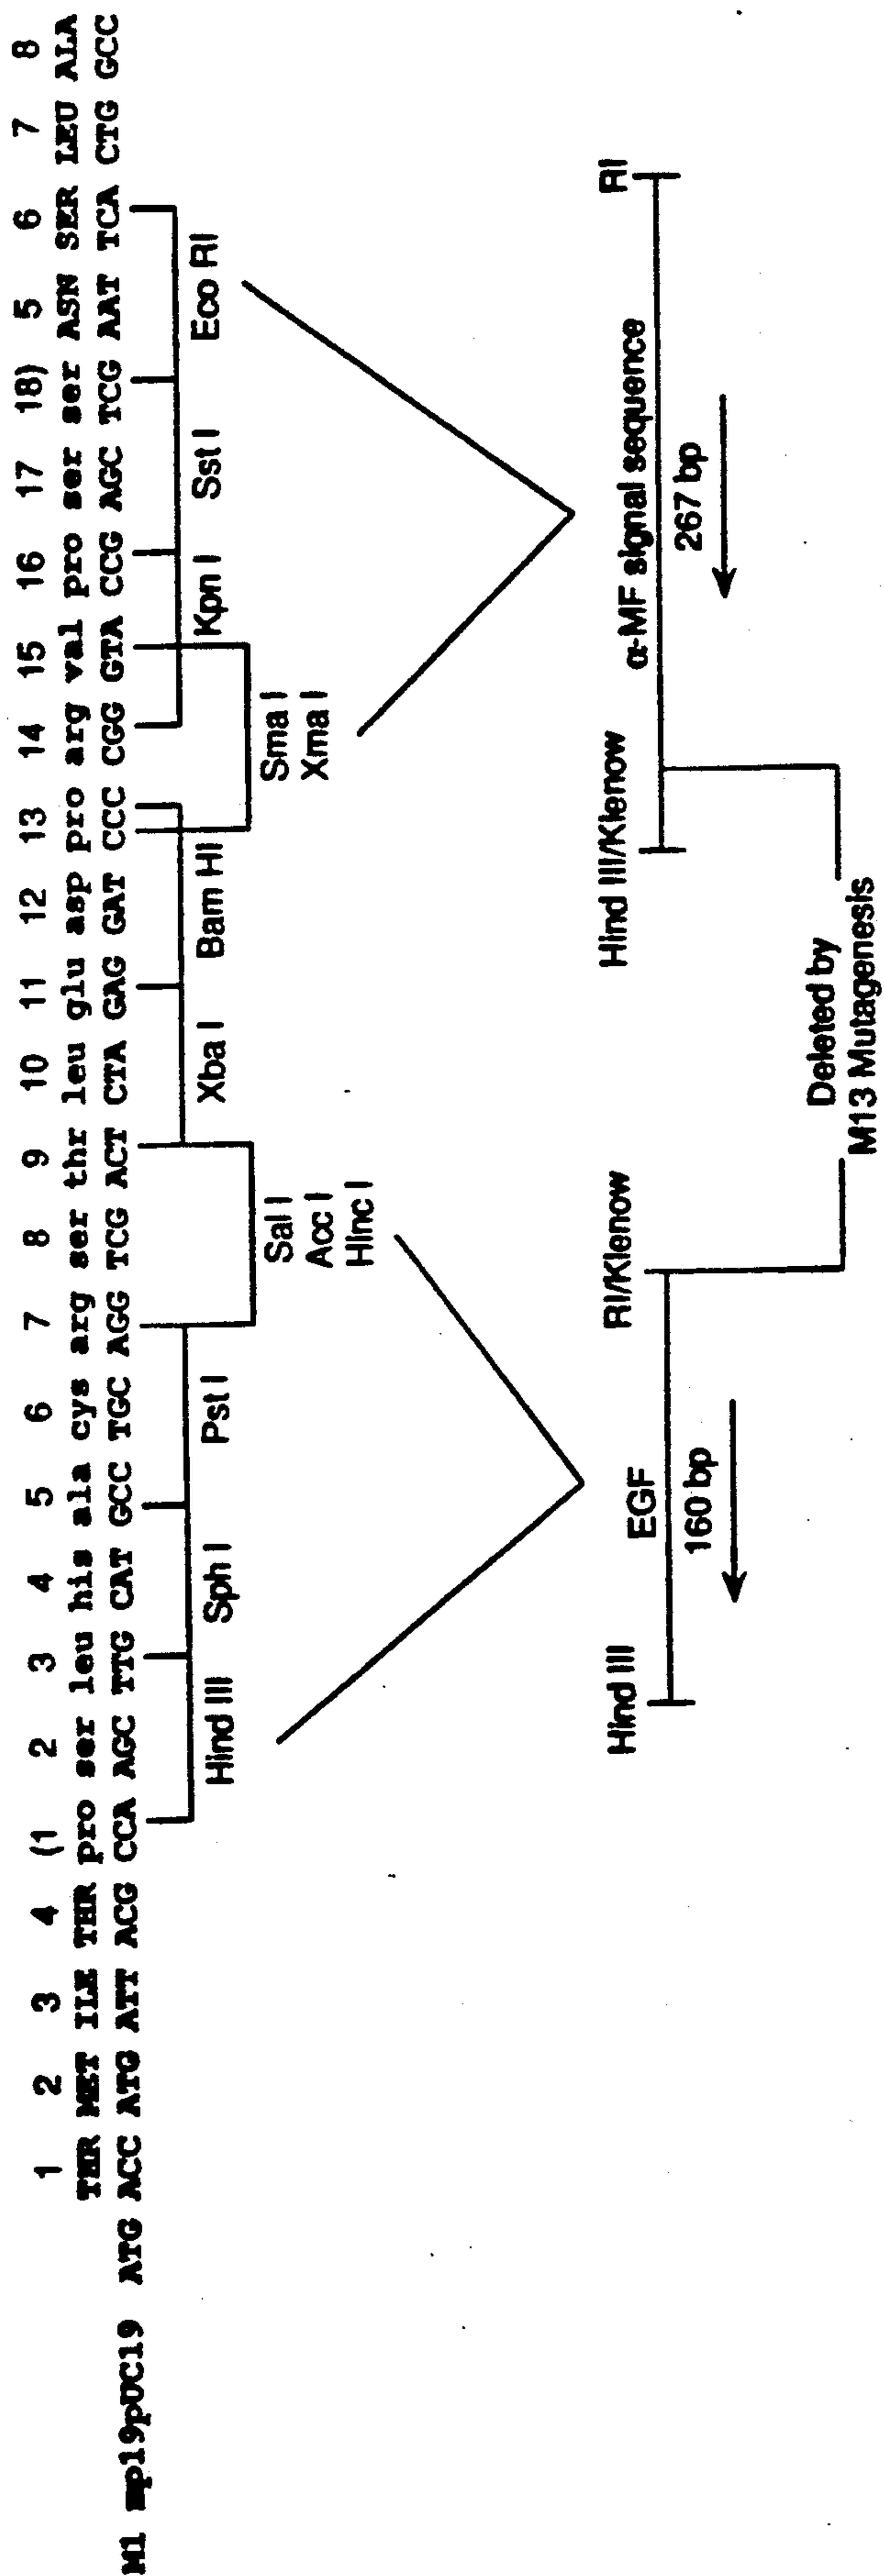 1 2 3 4 (1 2 3 4 5 6 7 8 9 10 11 12 13 14 15 16 17 18) 5 6 7 8
THR MET ILE THR pro ser leu his ala cys arg ser thr leu glu asp pro arg val pro ser ser ASN SER LEU ALA
M1 mp19pUC19 ATG ACC ATG ATT ACG CCA AGC TTG CAT GCC TGC AGG TCG ACT CTA GAG GAT CCC CGG GTA CCG AGC TCG AAT TCA CTG GCC
Hind III Sph I Pst I Xba I Bam HI Kpn I Sst I Eco RI
Sal I
Acc I
Hinc I
Sma I
Xma I
Hind III EGF RI/Klenow
160 bp
Hind III/Klenow α-MF signal sequence RI
267 bp
Deleted by
M13 Mutagenesis